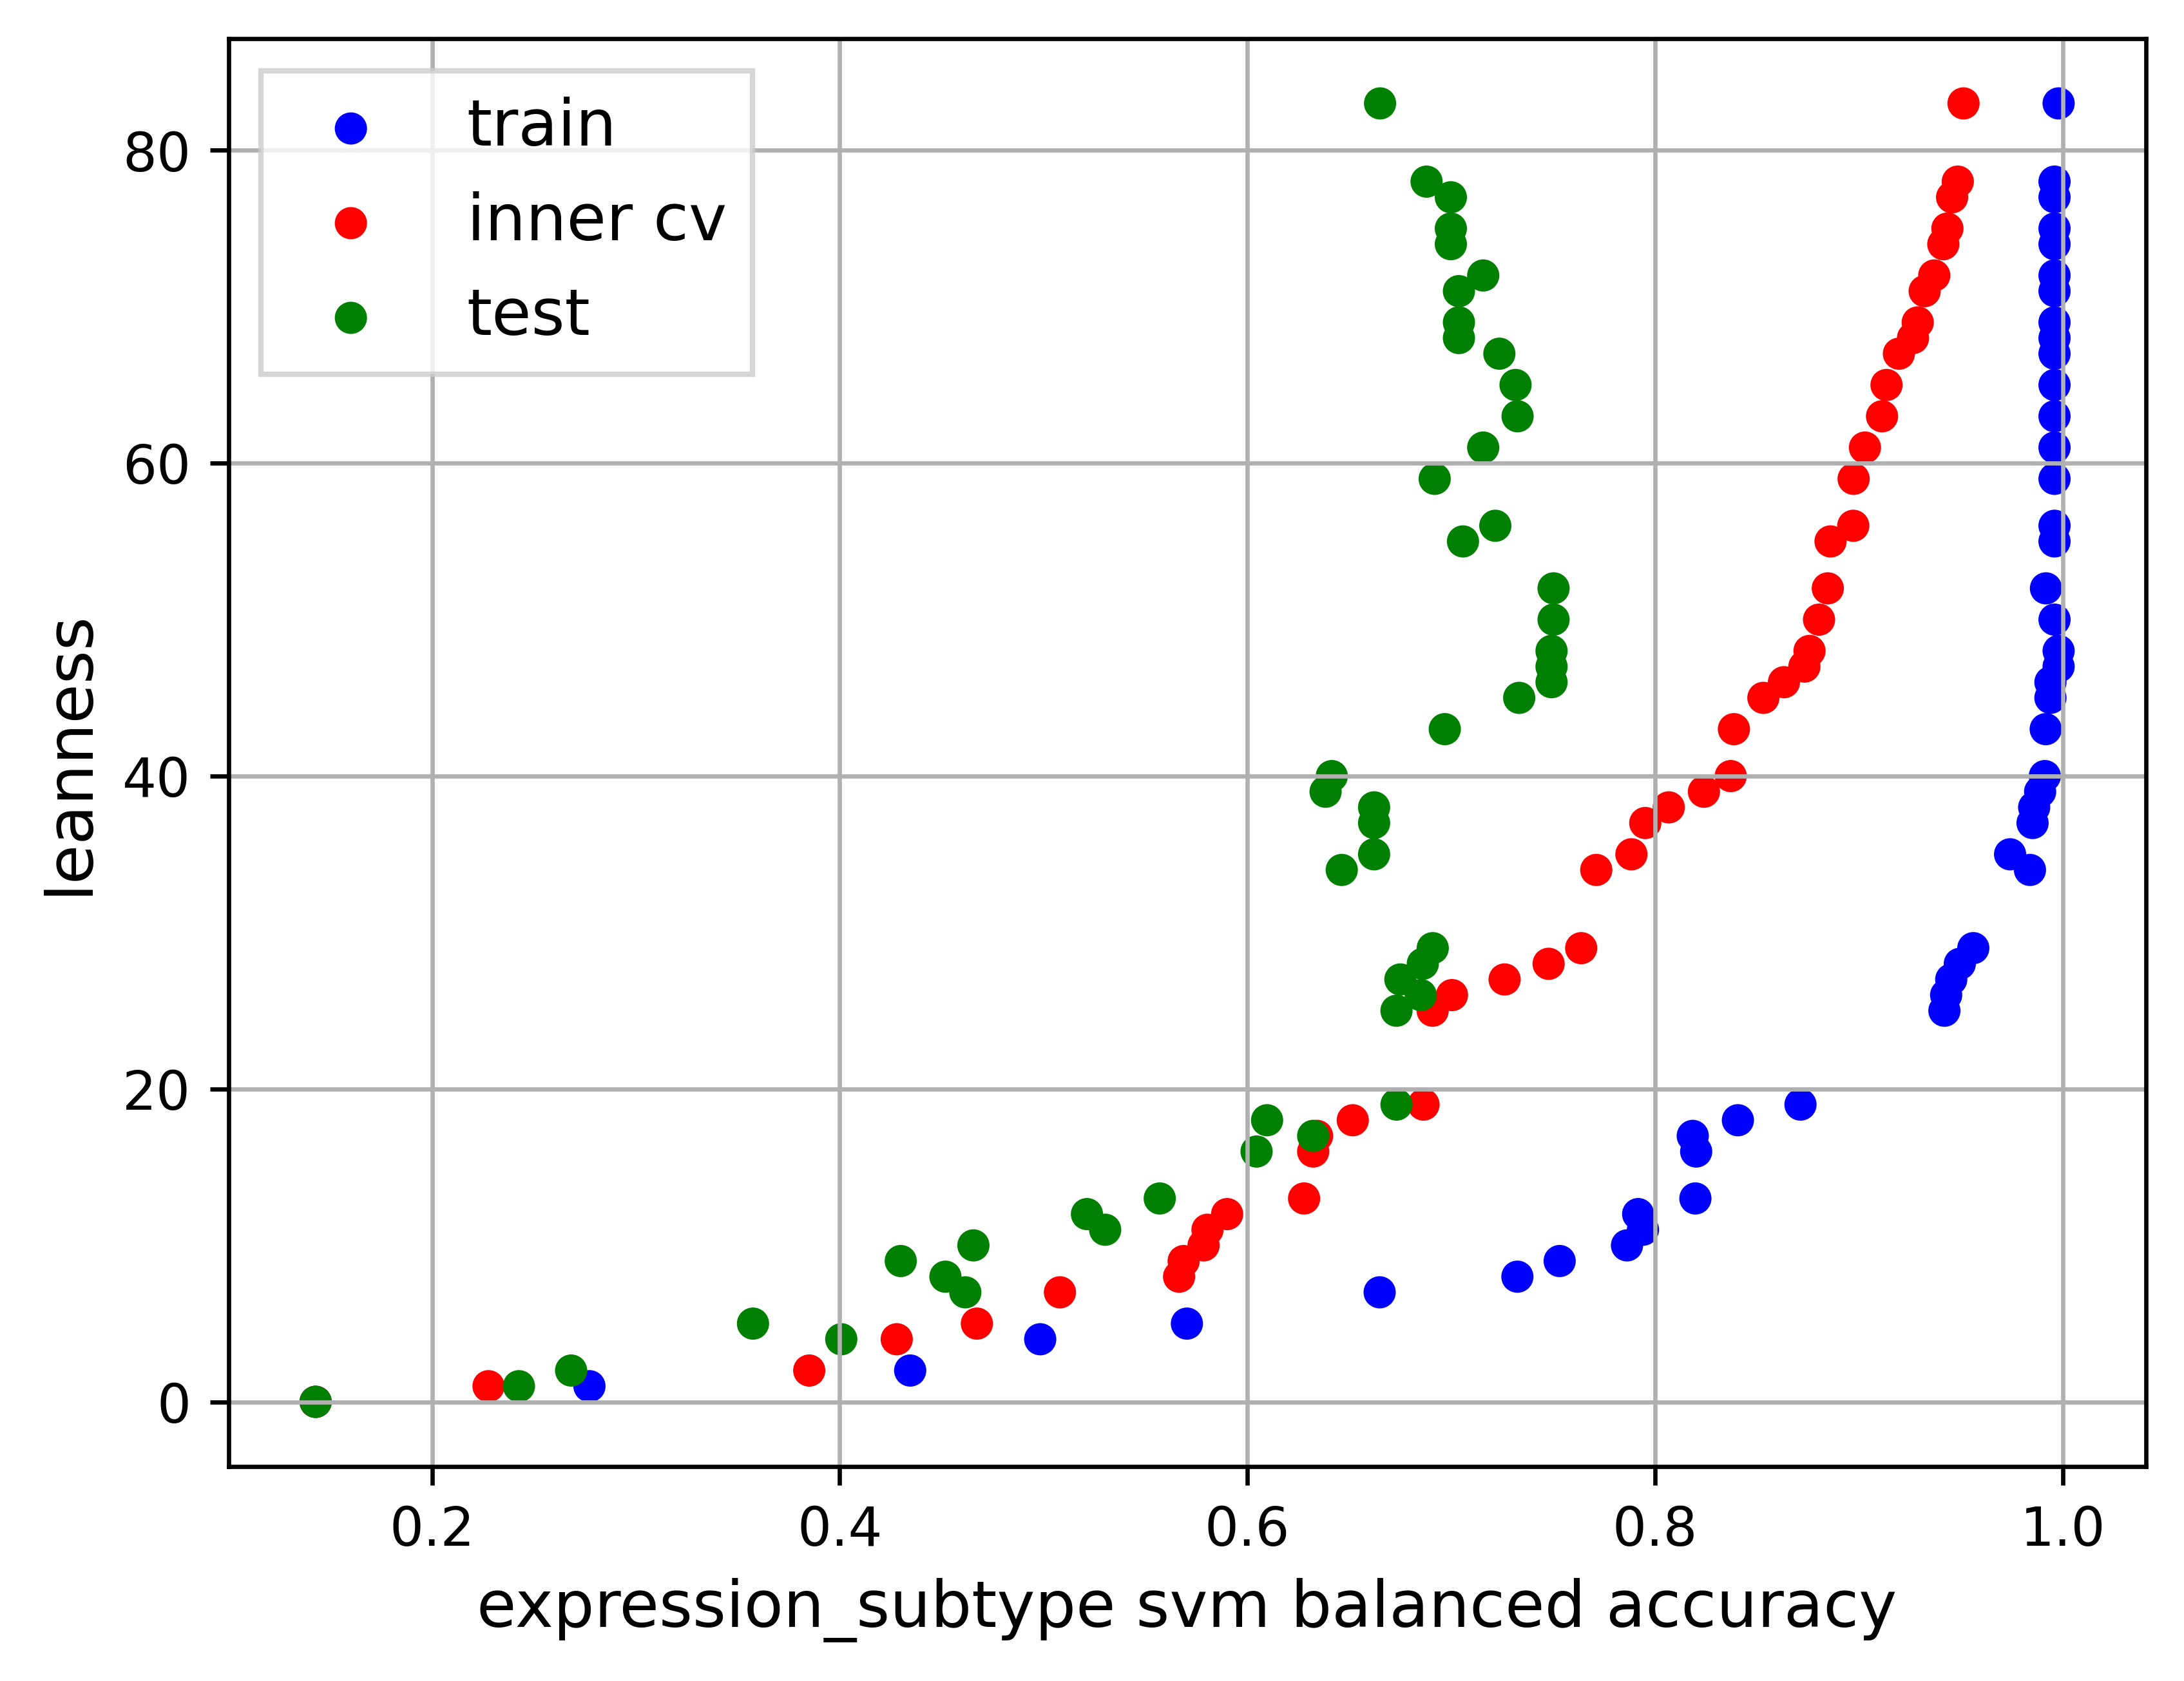 train
inner cv
test
80
60
40
20
0
leanness
0.2 0.4 0.6 0.8 1.0
expression_subtype svm balanced accuracy